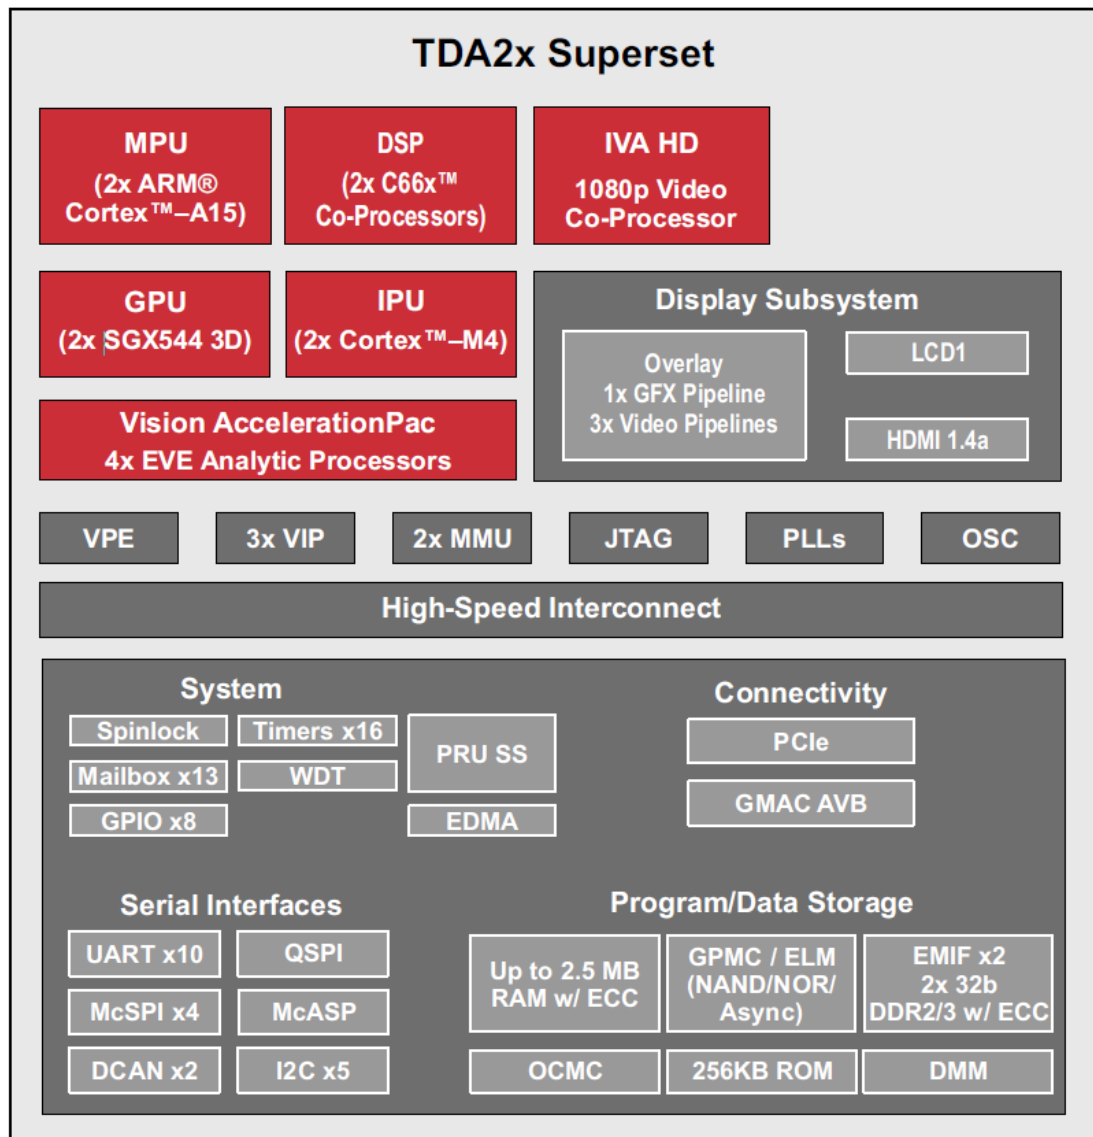 TDA2x Superset
MPU
(2x ARM®
Cortex™–A15)
DSP
(2x C66x™
Co-Processors)
IVA HD
1080p Video
Co-Processor
GPU
(2x SGX544 3D)
IPU
(2x Cortex™–M4)
Display Subsystem
Overlay
1x GFX Pipeline
3x Video Pipelines
LCD1
HDMI 1.4a
Vision AccelerationPac
4x EVE Analytic Processors
VPE
3x VIP
2x MMU
JTAG
PLLs
OSC
High-Speed Interconnect
System
Spinlock
Timers x16
PRU SS
Mailbox x13
WDT
GPIO x8
EDMA
Connectivity
PCIe
GMAC AVB
Serial Interfaces
UART x10
QSPI
McSPI x4
McASP
DCAN x2
I2C x5
Program/Data Storage
Up to 2.5 MB
RAM w/ ECC
GPMC / ELM
(NAND/NOR/
Async)
EMIF x2
2x 32b
DDR2/3 w/ ECC
OCMC
256KB ROM
DMM